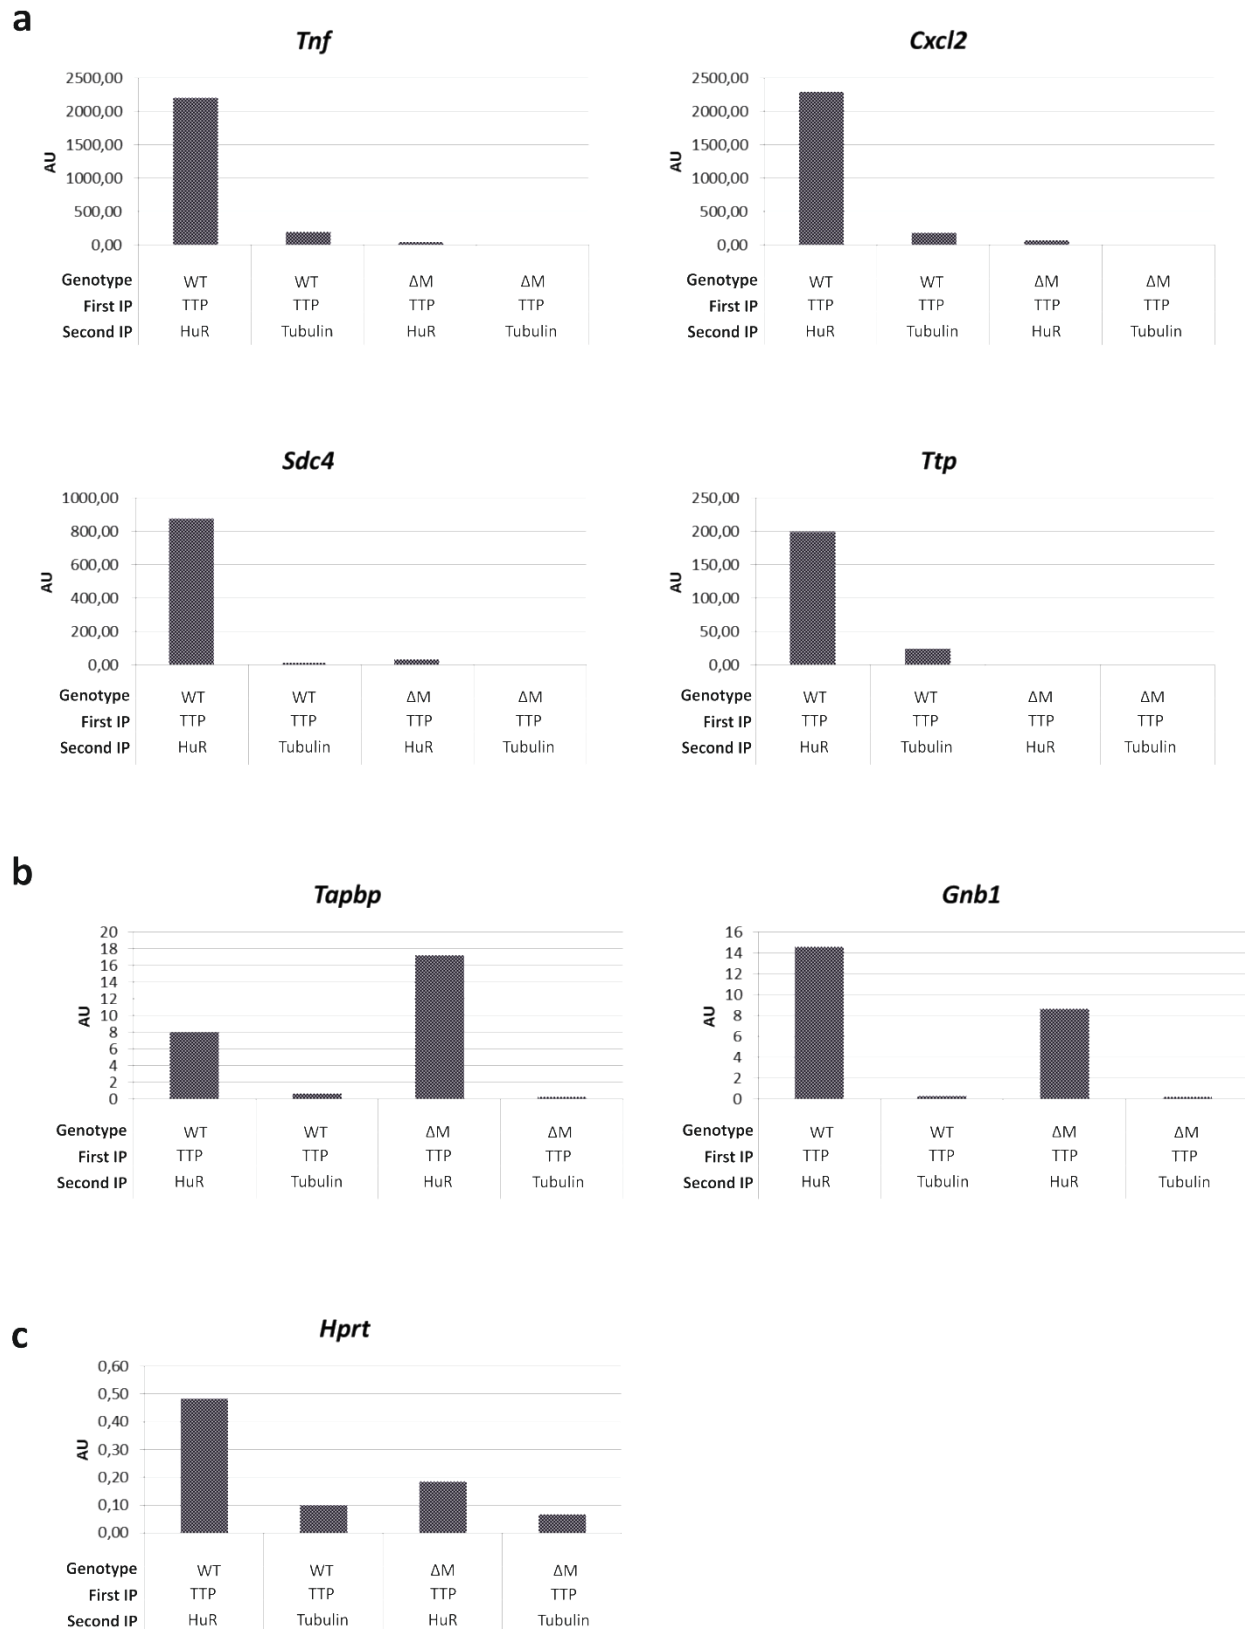 a
Tnf
2500,00
2000,00
1500,00
1000,00
500,00
0,00
AU
Genotype WT WT ΔM ΔM
First IP TTP TTP TTP TTP
Second IP HuR Tubulin HuR Tubulin
Cxcl2
2500,00
2000,00
1500,00
1000,00
500,00
0,00
AU
Genotype WT WT ΔM ΔM
First IP TTP TTP TTP TTP
Second IP HuR Tubulin HuR Tubulin
Sdc4
1000,00
800,00
600,00
400,00
200,00
0,00
AU
Genotype WT WT ΔM ΔM
First IP TTP TTP TTP TTP
Second IP HuR Tubulin HuR Tubulin
Ttp
250,00
200,00
150,00
100,00
50,00
0,00
AU
Genotype WT WT ΔM ΔM
First IP TTP TTP TTP TTP
Second IP HuR Tubulin HuR Tubulin
b
Tapbp
20
18
16
14
12
10
8
6
4
2
0
AU
Genotype WT WT ΔM ΔM
First IP TTP TTP TTP TTP
Second IP HuR Tubulin HuR Tubulin
Gnb1
16
14
12
10
8
6
4
2
0
AU
Genotype WT WT ΔM ΔM
First IP TTP TTP TTP TTP
Second IP HuR Tubulin HuR Tubulin
c
Hprt
0,60
0,50
0,40
0,30
0,20
0,10
0,00
AU
Genotype WT WT ΔM ΔM
First IP TTP TTP TTP TTP
Second IP HuR Tubulin HuR Tubulin